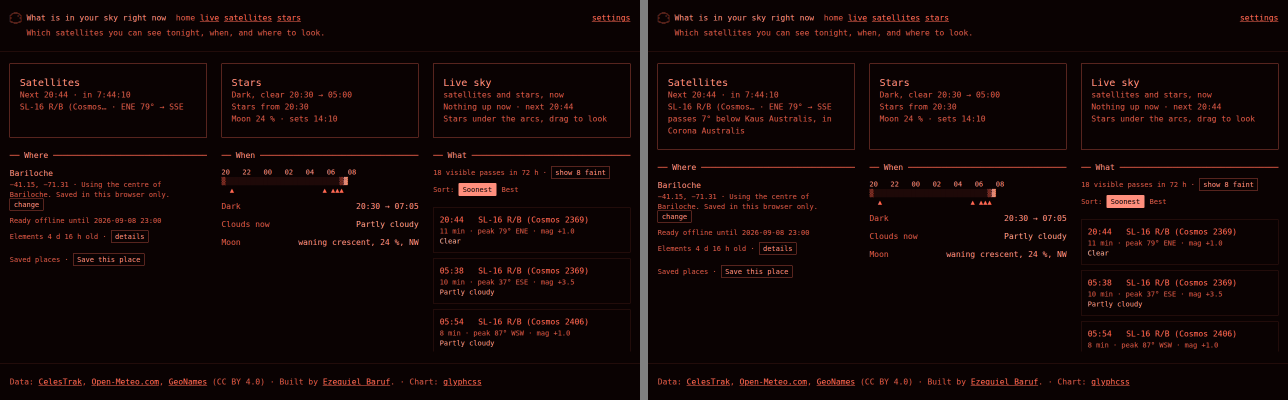 What is in your sky right now home live satellites stars settings
Which satellites you can see tonight, when, and where to look.
Satellites
Next 20:44 · in 7:44:10
SL-16 R/B (Cosmos… · ENE 79° → SSE
Stars
Dark, clear 20:30 → 05:00
Stars from 20:30
Moon 24 % · sets 14:10
Live sky
satellites and stars, now
Nothing up now · next 20:44
Stars under the arcs, drag to look
Where
Bariloche
−41.15, −71.31 · Using the centre of
Bariloche. Saved in this browser only.
change
Ready offline until 2026-09-08 23:00
Elements 4 d 16 h old · details
Saved places · Save this place
When
20 22 00 02 04 06 08
Dark 20:30 → 07:05
Clouds now Partly cloudy
Moon waning crescent, 24 %, NW
What
18 visible passes in 72 h · show 8 faint
Sort: Soonest Best
20:44 SL-16 R/B (Cosmos 2369)
11 min · peak 79° ENE · mag +1.0
Clear
05:38 SL-16 R/B (Cosmos 2369)
10 min · peak 37° ESE · mag +3.5
Partly cloudy
05:54 SL-16 R/B (Cosmos 2406)
8 min · peak 87° WSW · mag +1.0
Partly cloudy
Data: CelesTrak, Open-Meteo.com, GeoNames (CC BY 4.0) · Built by Ezequiel Baruf. · Chart: glyphcss
What is in your sky right now home live satellites stars settings
Which satellites you can see tonight, when, and where to look.
Satellites
Next 20:44 · in 7:44:10
SL-16 R/B (Cosmos… · ENE 79° → SSE
passes 7° below Kaus Australis, in
Corona Australis
Stars
Dark, clear 20:30 → 05:00
Stars from 20:30
Moon 24 % · sets 14:10
Live sky
satellites and stars, now
Nothing up now · next 20:44
Stars under the arcs, drag to look
Where
Bariloche
−41.15, −71.31 · Using the centre of
Bariloche. Saved in this browser only.
change
Ready offline until 2026-09-08 23:00
Elements 4 d 16 h old · details
Saved places · Save this place
When
20 22 00 02 04 06 08
Dark 20:30 → 07:05
Clouds now Partly cloudy
Moon waning crescent, 24 %, NW
What
18 visible passes in 72 h · show 8 faint
Sort: Soonest Best
20:44 SL-16 R/B (Cosmos 2369)
11 min · peak 79° ENE · mag +1.0
Clear
05:38 SL-16 R/B (Cosmos 2369)
10 min · peak 37° ESE · mag +3.5
Partly cloudy
05:54 SL-16 R/B (Cosmos 2406)
8 min · peak 87° WSW · mag +1.0
Data: CelesTrak, Open-Meteo.com, GeoNames (CC BY 4.0) · Built by Ezequiel Baruf. · Chart: glyphcss